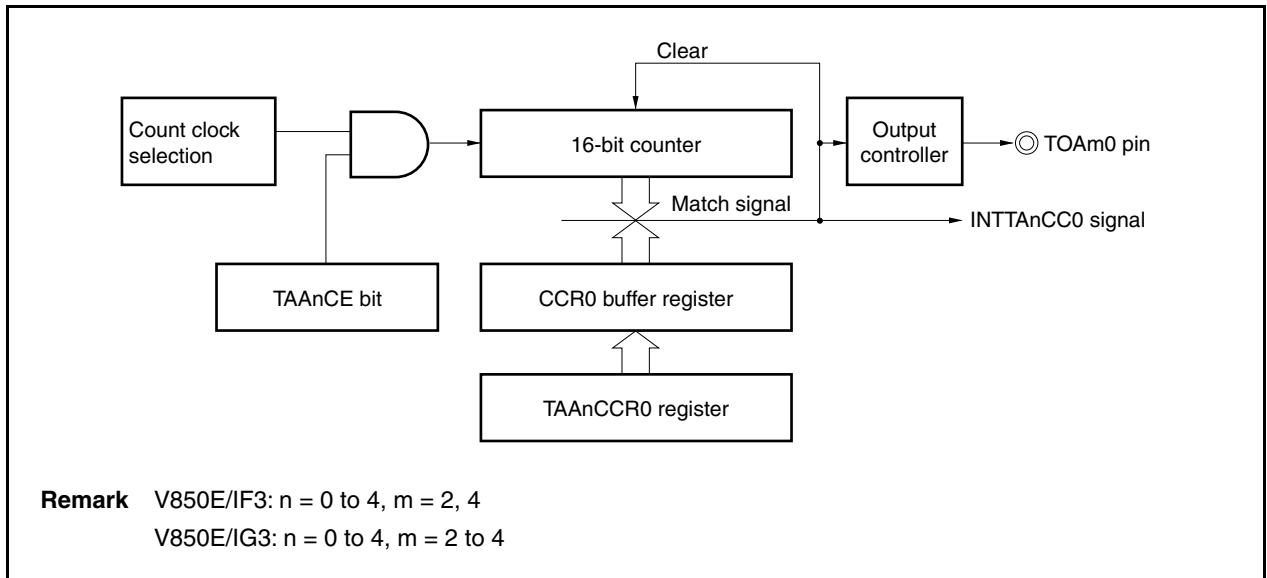 Clear
Count clock
selection
16-bit counter
Output
controller
TOAm0 pin
Match signal
INTTAnCC0 signal
TAAnCE bit
CCR0 buffer register
TAAnCCR0 register
Remark V850E/IF3: n = 0 to 4, m = 2, 4
V850E/IG3: n = 0 to 4, m = 2 to 4